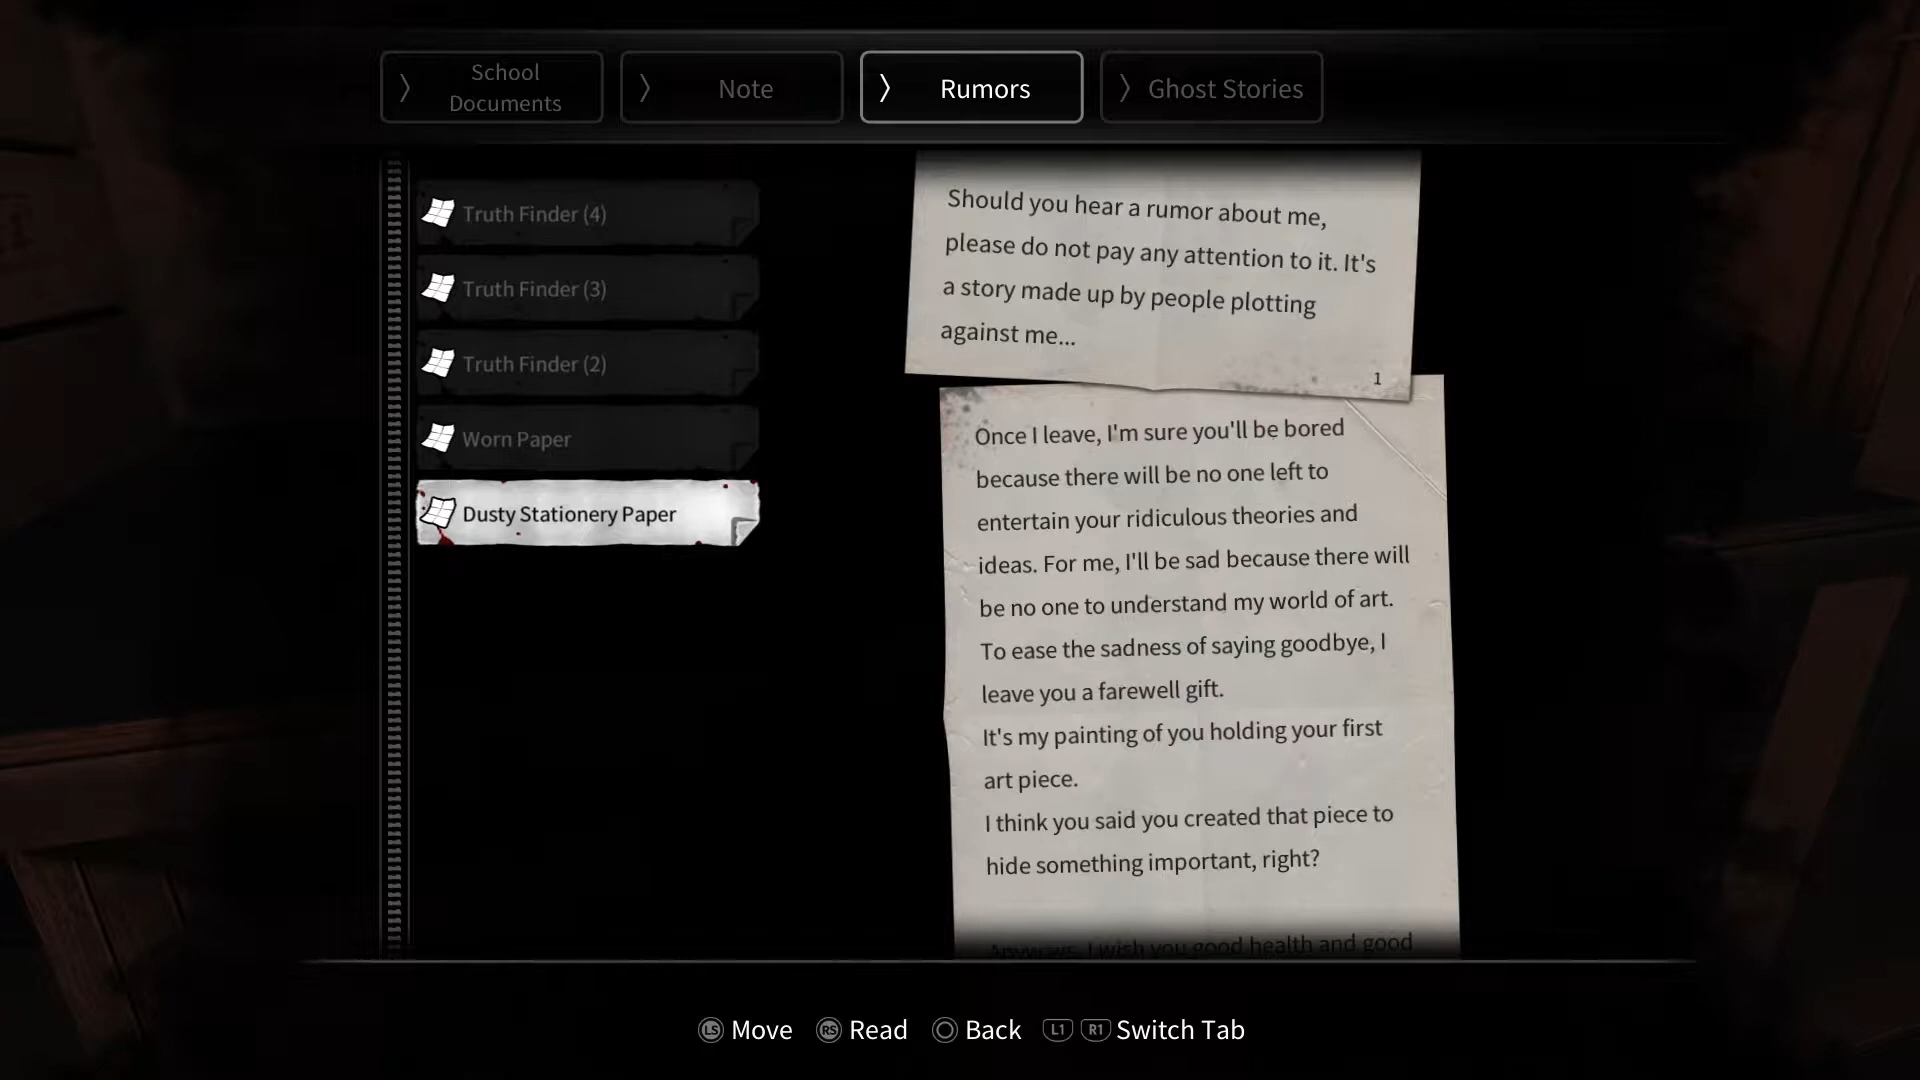 School
Documents
Note
Rumors
Ghost Stories
Truth Finder (4)
Truth Finder (3)
Truth Finder (2)
Worn Paper
Dusty Stationery Paper
Should you hear a rumor about me,
please do not pay any attention to it. It's
a story made up by people plotting
against me...
1
Once I leave, I'm sure you'll be bored
because there will be no one left to
entertain your ridiculous theories and
ideas. For me, I'll be sad because there will
be no one to understand my world of art.
To ease the sadness of saying goodbye, I
leave you a farewell gift.
It's my painting of you holding your first
art piece.
I think you said you created that piece to
hide something important, right?
Anyways, I wish you good health and good
LS Move RS Read Back L1 R1 Switch Tab